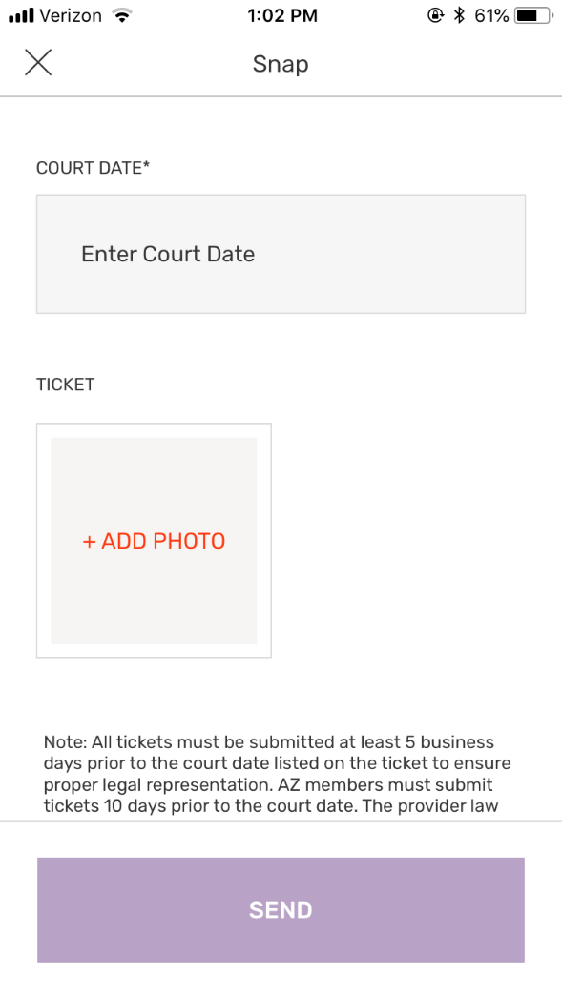 Verizon 1:02 PM 61%
Snap
COURT DATE*
Enter Court Date
TICKET
+ ADD PHOTO
Note: All tickets must be submitted at least 5 business
days prior to the court date listed on the ticket to ensure
proper legal representation. AZ members must submit
tickets 10 days prior to the court date. The provider law
SEND